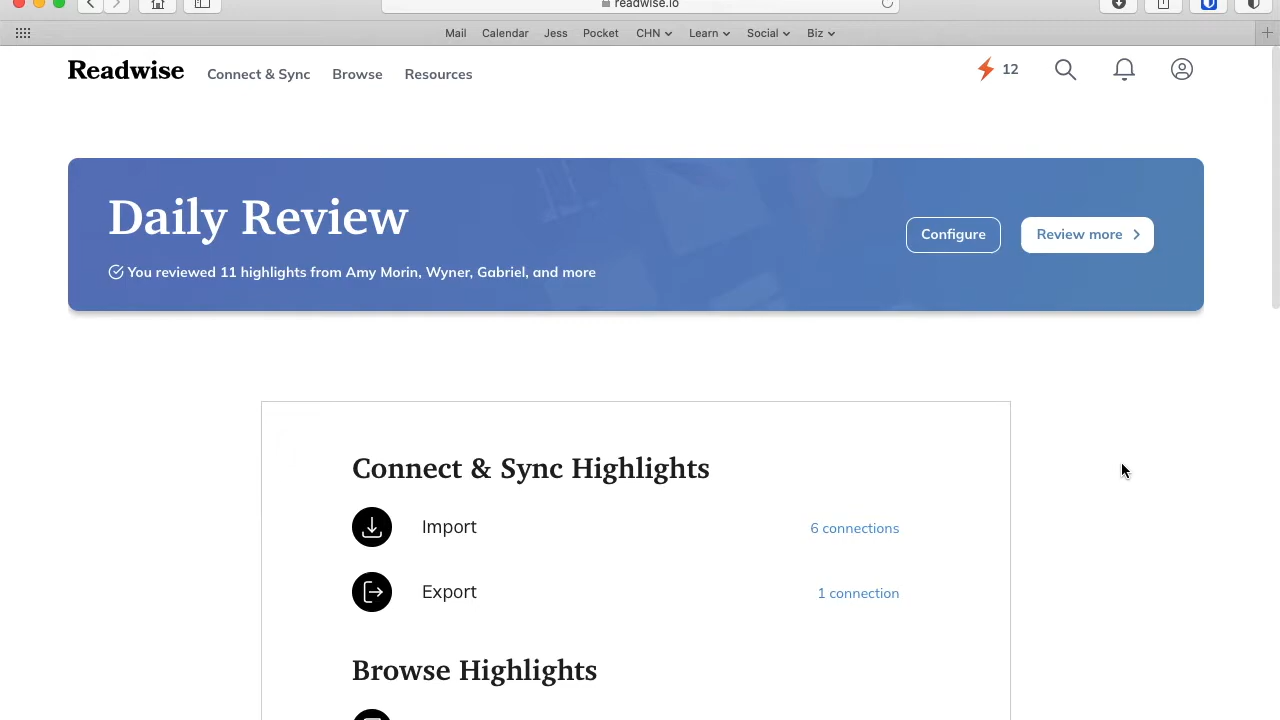 readwise.io
Mail Calendar Jess Pocket CHN Learn Social Biz
Readwise Connect & Sync Browse Resources 12
Daily Review
Configure Review more
You reviewed 11 highlights from Amy Morin, Wyner, Gabriel, and more
Connect & Sync Highlights
Import 6 connections
Export 1 connection
Browse Highlights